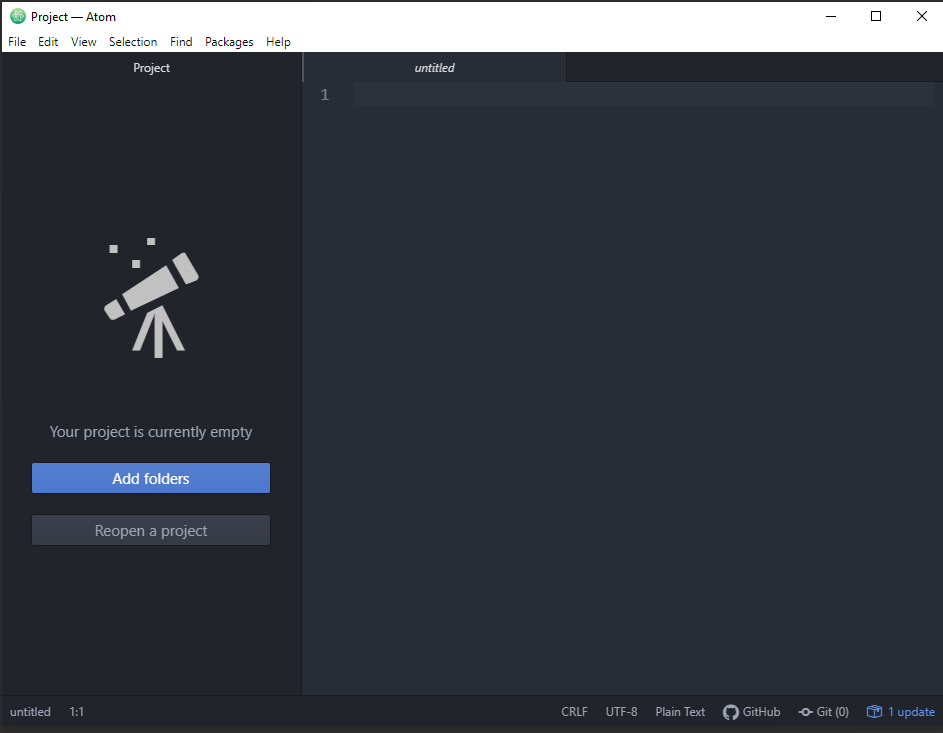 Project — Atom
File Edit View Selection Find Packages Help
Project
untitled
1
Your project is currently empty
Add folders
Reopen a project
untitled 1:1 CRLF UTF-8 Plain Text GitHub Git (0) 1 update